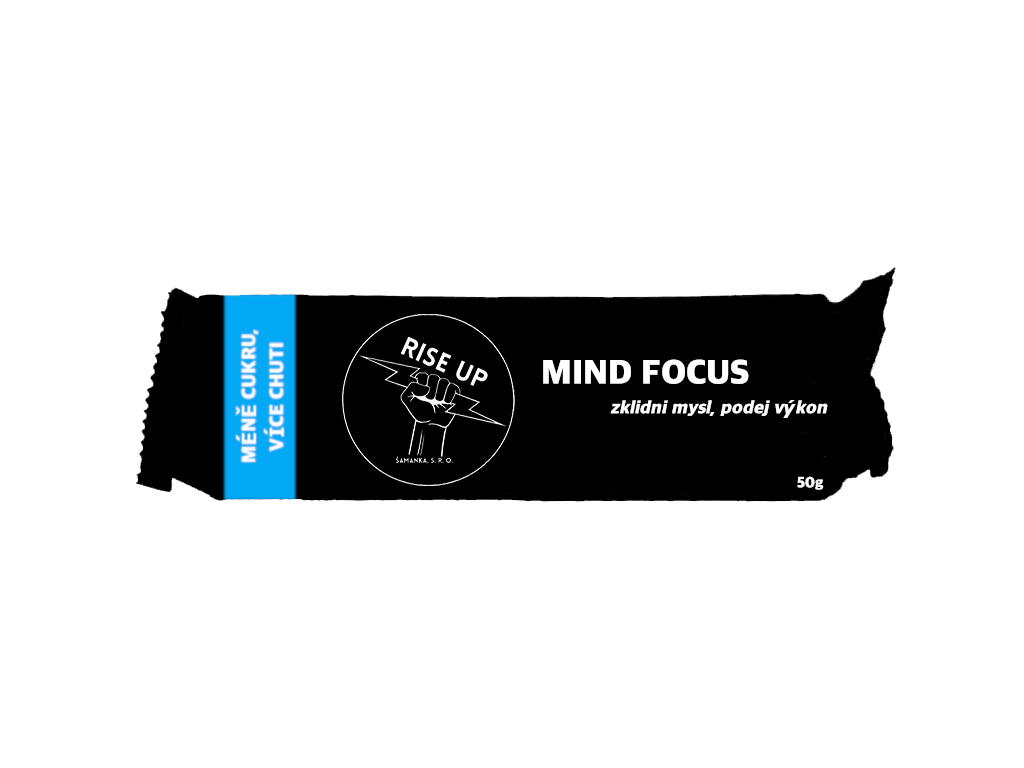 MÉNĚ CUKRU,
VÍCE CHUTI
RISE UP
ŠAMANKA, S. R. O.
MIND FOCUS
zklidni mysl, podej výkon
50g